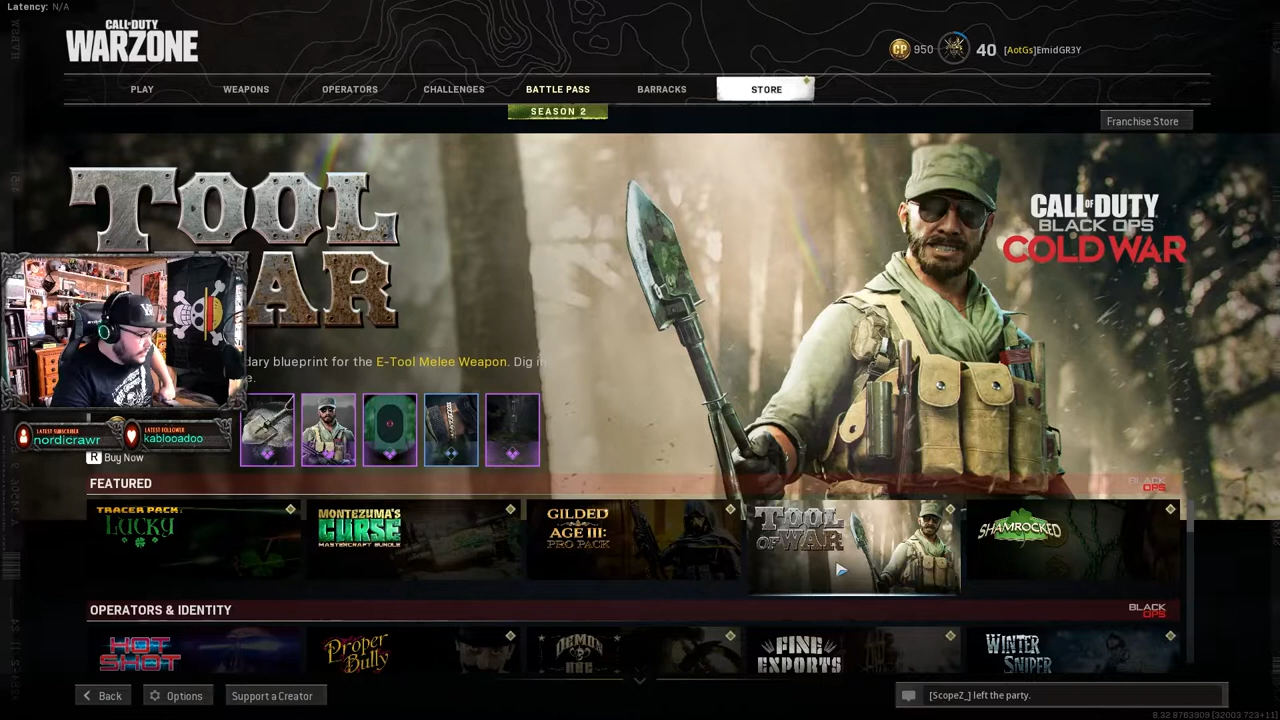 Latency: N/A
CALL OF DUTY
WARZONE
CP 950
40
[AotGs]EmidGR3Y
PLAY
WEAPONS
OPERATORS
CHALLENGES
BATTLE PASS
BARRACKS
STORE
SEASON 2
Franchise Store
TOOL
WAR
CALL OF DUTY
BLACK OPS
COLD WAR
dary blueprint for the E-Tool Melee Weapon. Dig in
e.
LATEST SUBSCRIBER
nordicrawr
LATEST FOLLOWER
kablooadoo
R Buy Now
FEATURED
BLACK
OPS
TRACER PACK:
LUCKY
MONTEZUMA'S
CURSE
MASTERCRAFT BUNDLE
GILDED
AGE III:
PRO PACK
TOOL
OF WAR
SHAMROCKED
OPERATORS & IDENTITY
BLACK
OPS
HOT
SHOT
Proper
Bully
FINE
EXPORTS
WINTER
SNIPER
Back
Options
Support a Creator
[ScopeZ_] left the party.